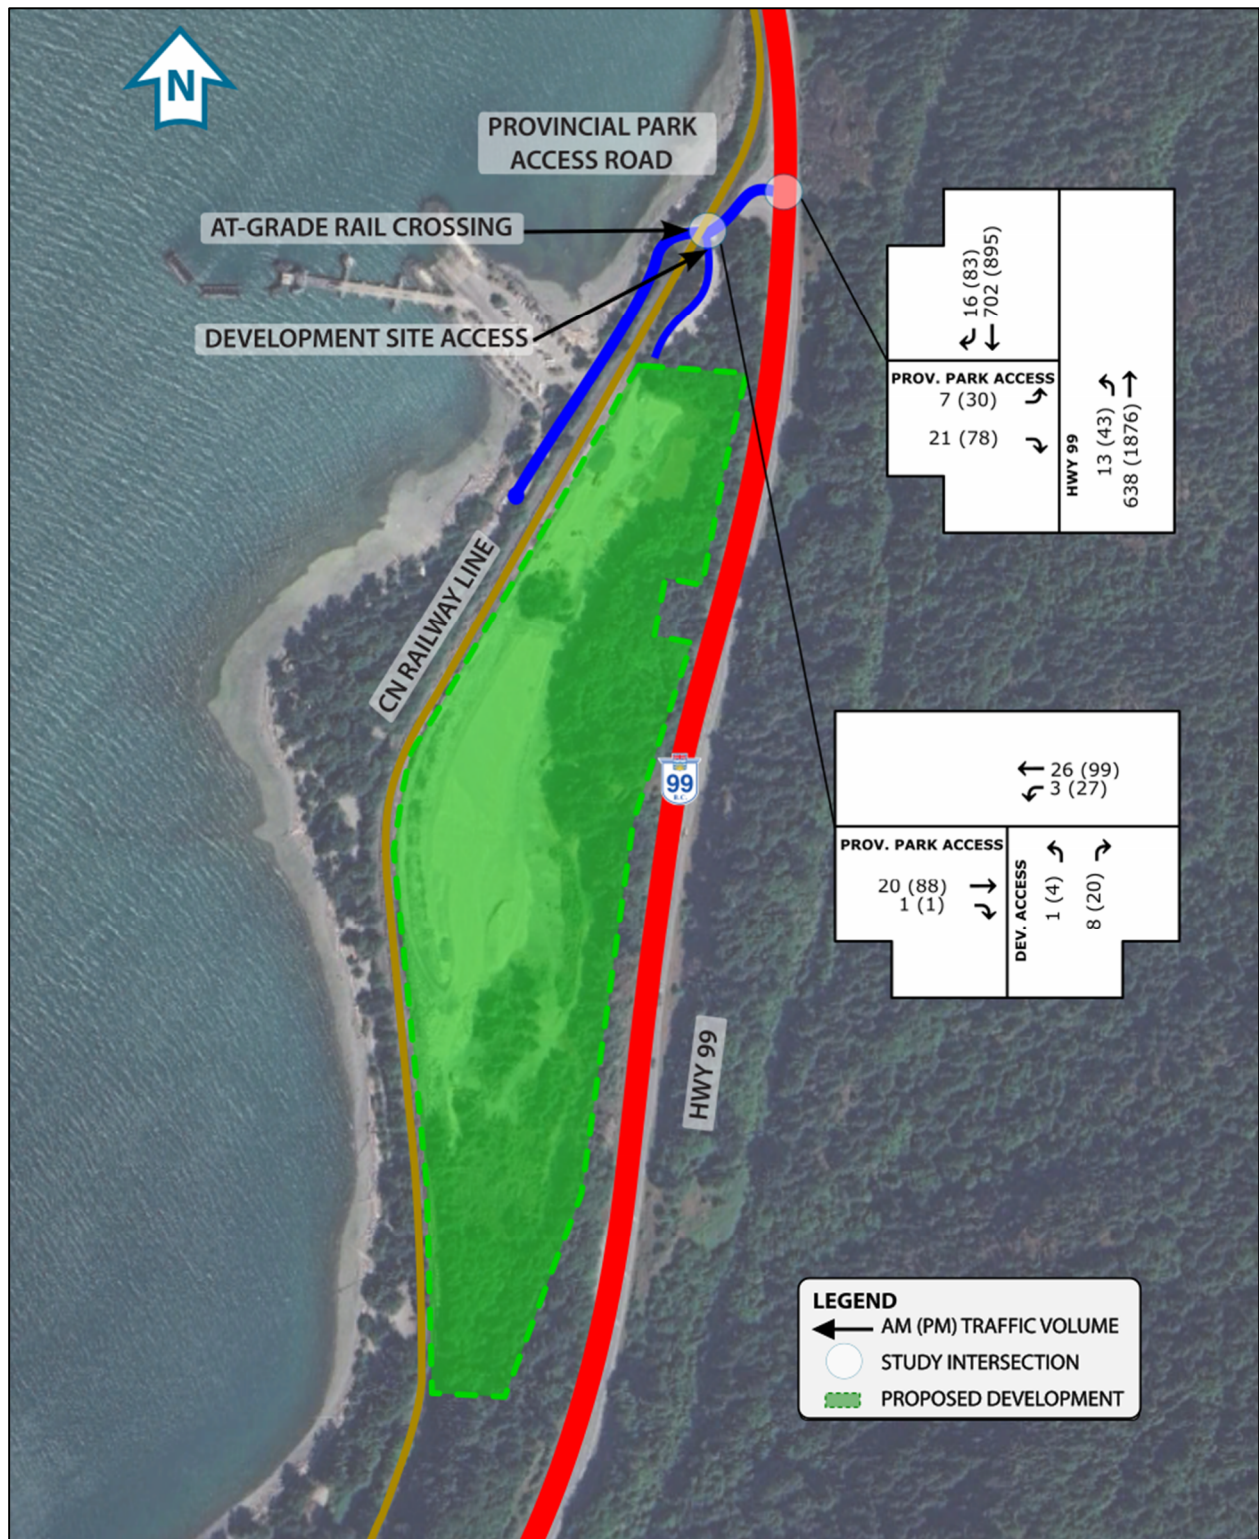 N
PROVINCIAL PARK
ACCESS ROAD
AT-GRADE RAIL CROSSING
DEVELOPMENT SITE ACCESS
16 (83)
702 (895)
PROV. PARK ACCESS
7 (30)
21 (78)
HWY 99
13 (43)
638 (1876)
CN RAILWAY LINE
99
B.C.
26 (99)
3 (27)
PROV. PARK ACCESS
20 (88)
1 (1)
DEV. ACCESS
1 (4)
8 (20)
HWY 99
LEGEND
AM (PM) TRAFFIC VOLUME
STUDY INTERSECTION
PROPOSED DEVELOPMENT